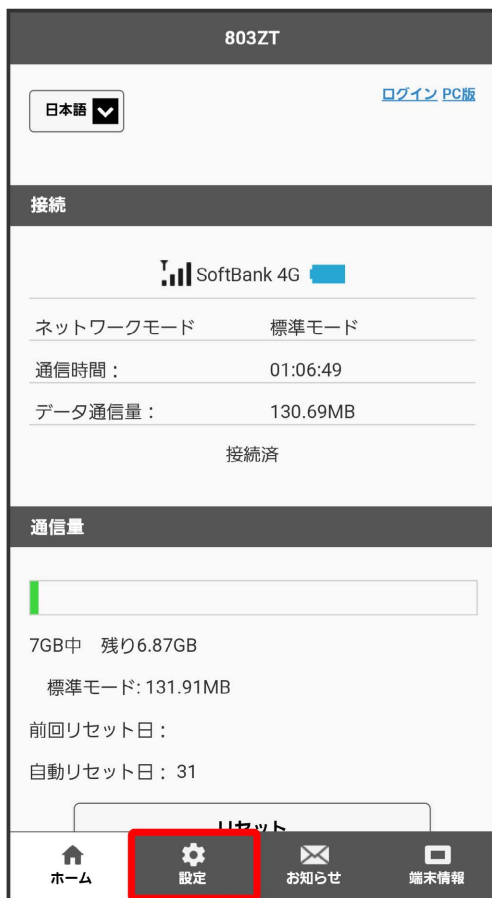 803ZT
日本語
ログイン PC版
接続
SoftBank 4G
ネットワークモード 標準モード
通信時間： 01:06:49
データ通信量： 130.69MB
接続済
通信量
7GB中 残り6.87GB
標準モード: 131.91MB
前回リセット日：
自動リセット日： 31
リセット
ホーム 設定 お知らせ 端末情報